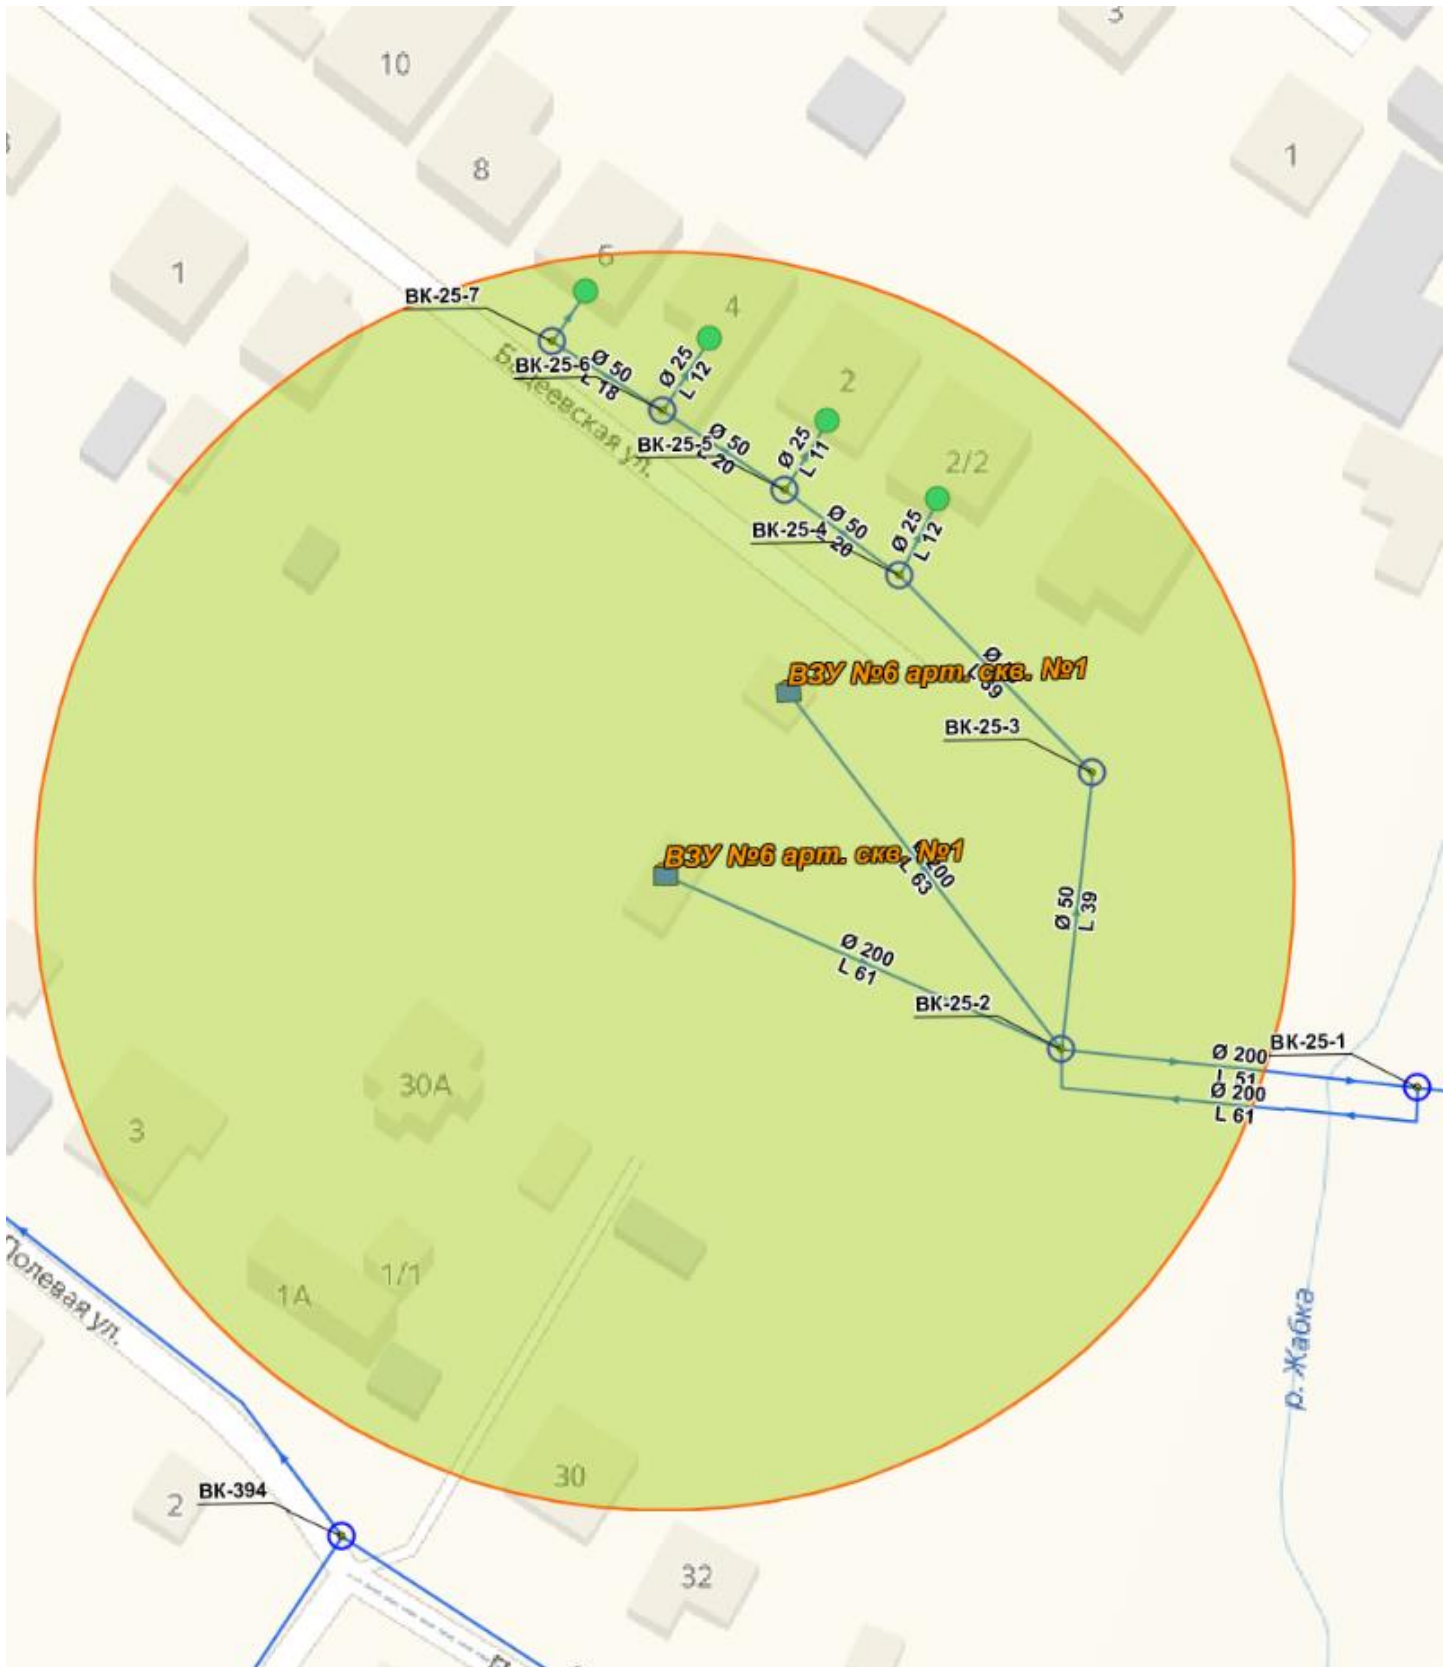 3
10
8
1
1
6
ВК-25-7
4
ВК-25-6
Ø 50
L 18
Ø 25
L 12
2
ВК-25-5
Ø 50
L 20
Ø 25
L 11
2/2
ВК-25-4
Ø 50
L 20
Ø 25
L 12
ВЗУ №6 арт. скв. №1
ВК-25-3
ВЗУ №6 арт. скв. №1
L 63
Ø 50
L 39
Ø 200
L 61
ВК-25-2
ВК-25-1
Ø 200
L 51
Ø 200
L 61
30А
3
1/1
1А
Полевая ул.
р. Жабка
30
2
ВК-394
32